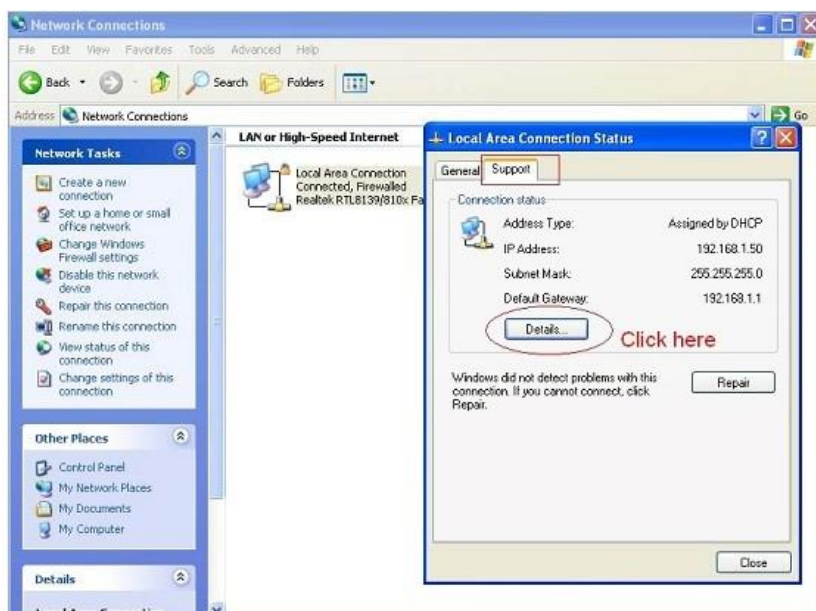 Network Connections
File Edit View Favorites Tools Advanced Help
Back Search Folders
Address Network Connections Go
Network Tasks
Create a new
connection
Set up a home or small
office network
Change Windows
Firewall settings
Disable this network
device
Repair this connection
Rename this connection
View status of this
connection
Change settings of this
connection
Other Places
Control Panel
My Network Places
My Documents
My Computer
Details
LAN or High-Speed Internet
Local Area Connection
Connected, Firewalled
Realtek RTL8139/810x Fa
Local Area Connection Status
General Support
Connection status
Address Type: Assigned by DHCP
IP Address: 192.168.1.50
Subnet Mask: 255.255.255.0
Default Gateway: 192.168.1.1
Details...
Click here
Windows did not detect problems with this
connection. If you cannot connect, click
Repair.
Repair
Close